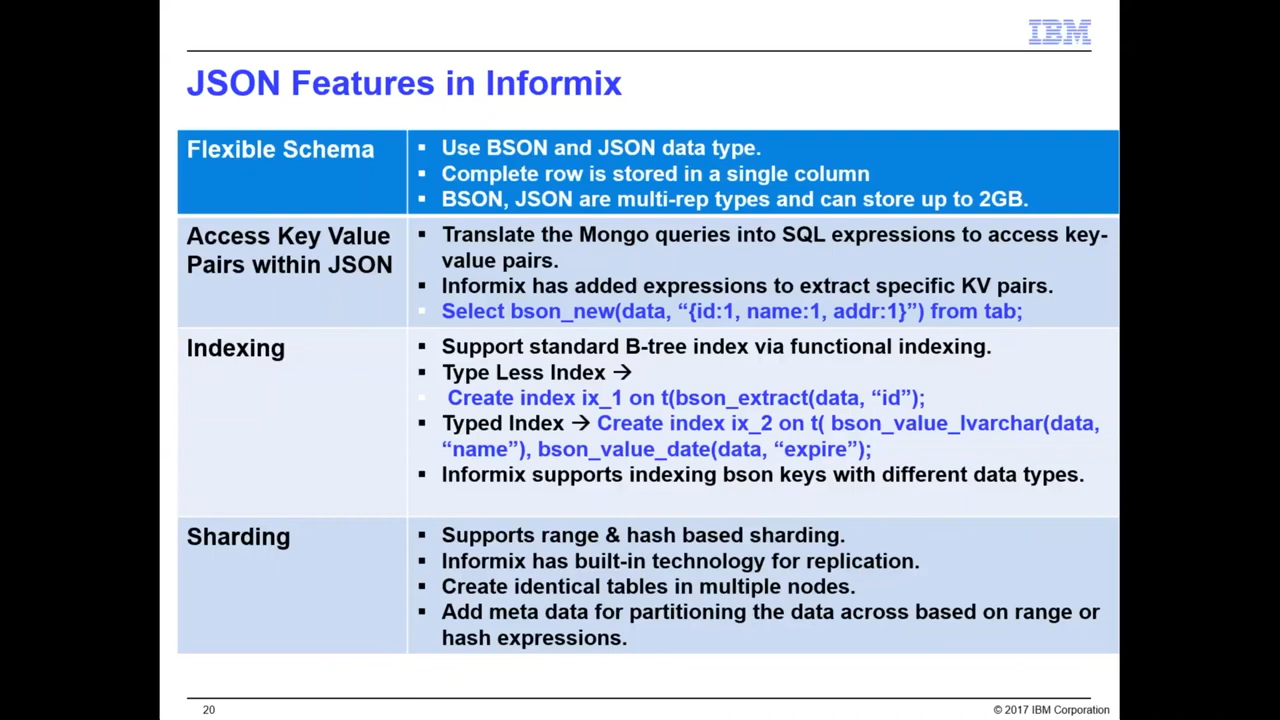 IBM
JSON Features in Informix
Flexible Schema
▪ Use BSON and JSON data type.
▪ Complete row is stored in a single column
▪ BSON, JSON are multi-rep types and can store up to 2GB.
Access Key Value
Pairs within JSON
▪ Translate the Mongo queries into SQL expressions to access key-
value pairs.
▪ Informix has added expressions to extract specific KV pairs.
▪ Select bson_new(data, “{id:1, name:1, addr:1}”) from tab;
Indexing
▪ Support standard B-tree index via functional indexing.
▪ Type Less Index →
▪ Create index ix_1 on t(bson_extract(data, “id”);
▪ Typed Index → Create index ix_2 on t( bson_value_lvarchar(data,
“name”), bson_value_date(data, “expire”);
▪ Informix supports indexing bson keys with different data types.
Sharding
▪ Supports range & hash based sharding.
▪ Informix has built-in technology for replication.
▪ Create identical tables in multiple nodes.
▪ Add meta data for partitioning the data across based on range or
hash expressions.
20
© 2017 IBM Corporation